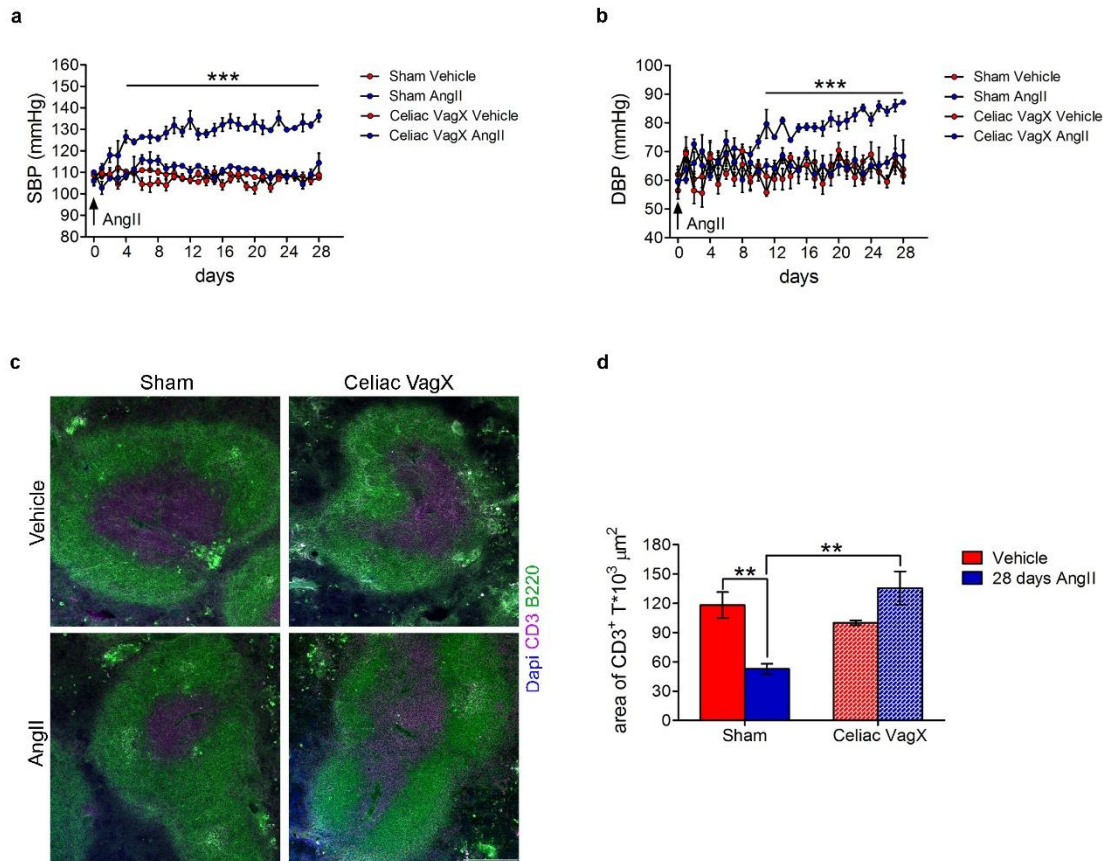 a
160
150
140
130
120
110
100
90
80
SBP (mmHg)
***
AngII
0 4 8 12 16 20 24 28
days
Sham Vehicle
Sham AngII
Celiac VagX Vehicle
Celiac VagX AngII
b
100
80
60
40
DBP (mmHg)
***
AngII
0 4 8 12 16 20 24 28
days
Sham Vehicle
Sham AngII
Celiac VagX Vehicle
Celiac VagX AngII
c
Sham Celiac VagX
Vehicle
AngII
Dapi CD3 B220
d
180
150
120
90
60
30
0
area of CD3⁺ T*10³ µm²
**
**
Sham Celiac VagX
Vehicle
28 days AngII